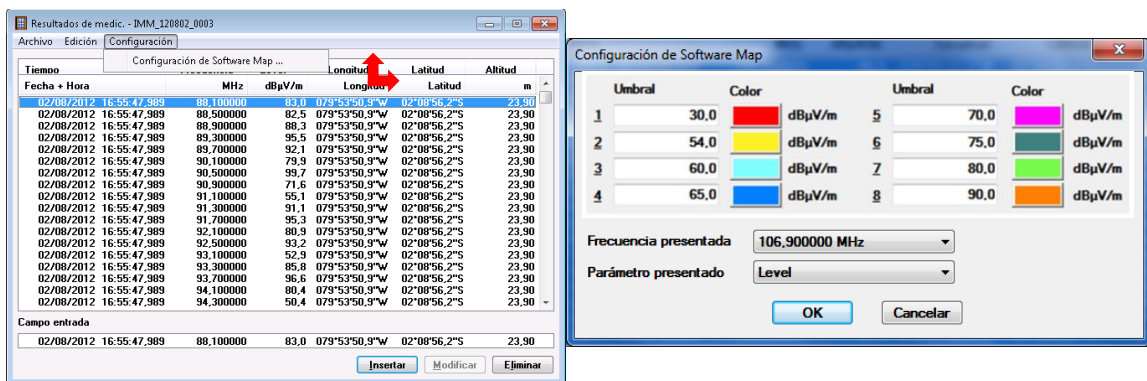 Resultados de medic. - IMM_120802_0003
Archivo Edición Configuración
Configuración de Software Map ...
Tiempo Longitud Latitud Altitud
Fecha + Hora MHz dBµV/m Longitud Latitud m
02/08/2012 16:55:47,989 88,100000 83,0 079°53'50,9"W 02°08'56,2"S 23,90
02/08/2012 16:55:47,989 88,500000 82,5 079°53'50,9"W 02°08'56,2"S 23,90
02/08/2012 16:55:47,989 88,900000 88,3 079°53'50,9"W 02°08'56,2"S 23,90
02/08/2012 16:55:47,989 89,300000 95,5 079°53'50,9"W 02°08'56,2"S 23,90
02/08/2012 16:55:47,989 89,700000 92,1 079°53'50,9"W 02°08'56,2"S 23,90
02/08/2012 16:55:47,989 90,100000 79,9 079°53'50,9"W 02°08'56,2"S 23,90
02/08/2012 16:55:47,989 90,500000 99,7 079°53'50,9"W 02°08'56,2"S 23,90
02/08/2012 16:55:47,989 90,900000 71,6 079°53'50,9"W 02°08'56,2"S 23,90
02/08/2012 16:55:47,989 91,100000 55,1 079°53'50,9"W 02°08'56,2"S 23,90
02/08/2012 16:55:47,989 91,300000 91,1 079°53'50,9"W 02°08'56,2"S 23,90
02/08/2012 16:55:47,989 91,700000 95,3 079°53'50,9"W 02°08'56,2"S 23,90
02/08/2012 16:55:47,989 92,100000 80,9 079°53'50,9"W 02°08'56,2"S 23,90
02/08/2012 16:55:47,989 92,500000 93,2 079°53'50,9"W 02°08'56,2"S 23,90
02/08/2012 16:55:47,989 93,100000 52,9 079°53'50,9"W 02°08'56,2"S 23,90
02/08/2012 16:55:47,989 93,300000 85,8 079°53'50,9"W 02°08'56,2"S 23,90
02/08/2012 16:55:47,989 93,700000 96,6 079°53'50,9"W 02°08'56,2"S 23,90
02/08/2012 16:55:47,989 94,100000 80,4 079°53'50,9"W 02°08'56,2"S 23,90
02/08/2012 16:55:47,989 94,300000 50,4 079°53'50,9"W 02°08'56,2"S 23,90
Campo entrada
02/08/2012 16:55:47,989 88,100000 83,0 079°53'50,9"W 02°08'56,2"S 23,90
Insertar Modificar Eliminar
Configuración de Software Map
Umbral Color Umbral Color
1 30,0 dBµV/m 5 70,0 dBµV/m
2 54,0 dBµV/m 6 75,0 dBµV/m
3 60,0 dBµV/m 7 80,0 dBµV/m
4 65,0 dBµV/m 8 90,0 dBµV/m
Frecuencia presentada 106,900000 MHz
Parámetro presentado Level
OK Cancelar